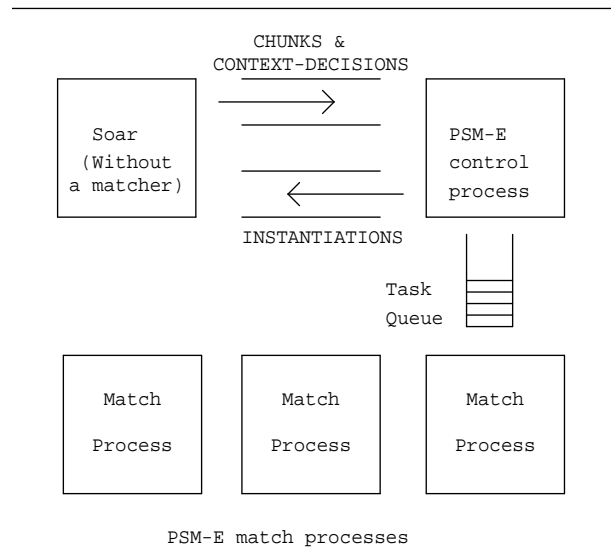 CHUNKS &
CONTEXT-DECISIONS
Soar
(Without
a matcher)
PSM-E
control
process
INSTANTIATIONS
Task
Queue
Match
Process
Match
Process
Match
Process
PSM-E match processes